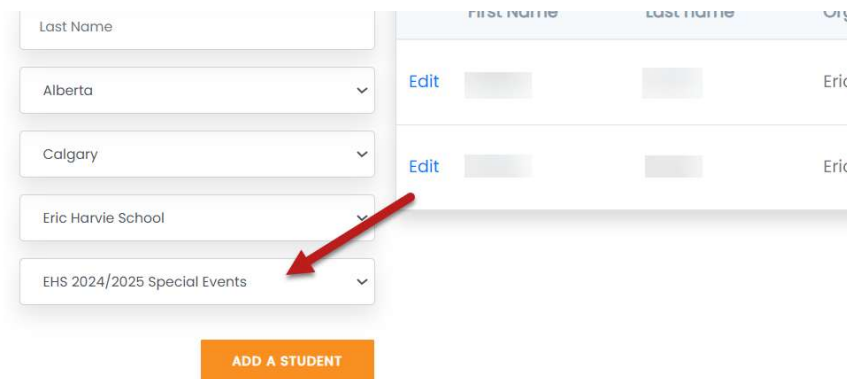 First Name Last name
Last Name
Alberta
Edit
Calgary
Edit
Eric Harvie School
EHS 2024/2025 Special Events
ADD A STUDENT